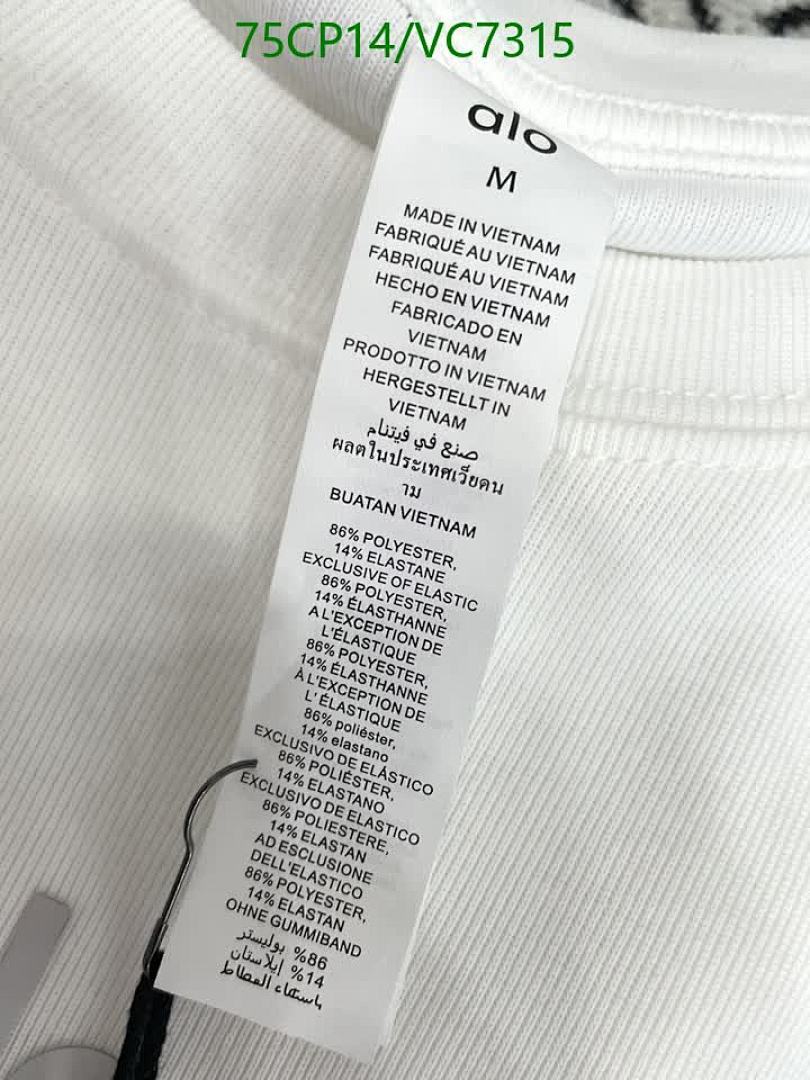 75CP14/VC7315
alo
M
MADE IN VIETNAM
FABRIQUÉ AU VIETNAM
FABRIQUÉ AU VIETNAM
HECHO EN VIETNAM
FABRICADO EN
VIETNAM
PRODOTTO IN VIETNAM
HERGESTELLT IN
VIETNAM
صنع في فيتنام
ผลตในประเทศเวียดน
าม
BUATAN VIETNAM
86% POLYESTER,
14% ELASTANE
EXCLUSIVE OF ELASTIC
86% POLYESTER,
14% ÉLASTHANNE
A L'EXCEPTION DE
L'ÉLASTIQUE
86% POLYESTER,
14% ÉLASTHANNE
À L'EXCEPTION DE
L' ÉLASTIQUE
86% poliéster,
14% elastano
EXCLUSIVO DE ELÁSTICO
86% POLIÉSTER,
14% ELASTANO
EXCLUSIVO DE ELASTICO
86% POLIESTERE,
14% ELASTAN
AD ESCLUSIONE
DELL'ELASTICO
86% POLYESTER,
14% ELASTAN
OHNE GUMMIBAND
86% بوليستر
14% إيلاستان
باستثناء المطاط